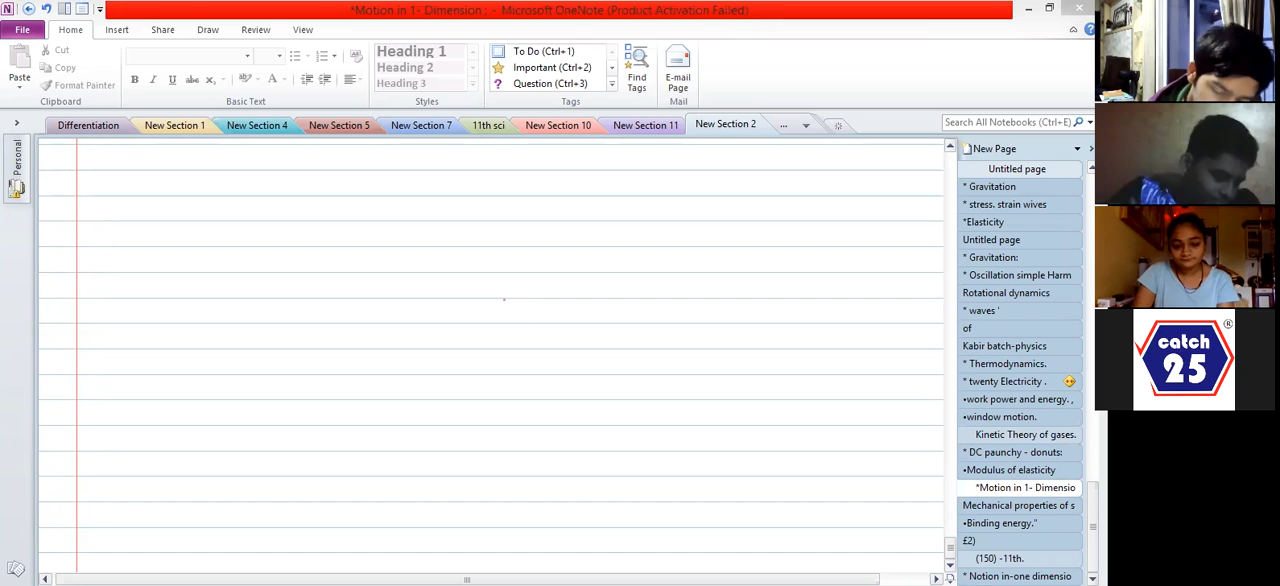 *Motion in 1- Dimension : - Microsoft OneNote (Product Activation Failed)
File Home Insert Share Draw Review View
Paste
Cut
Copy
Format Painter
Clipboard
B I U abc X₂ A
Basic Text
Heading 1
Heading 2
Heading 3
Styles
To Do (Ctrl+1)
Important (Ctrl+2)
Question (Ctrl+3)
Tags
Find Tags
E-mail Page
Mail
Differentiation New Section 1 New Section 4 New Section 5 New Section 7 11th sci New Section 10 New Section 11 New Section 2 ...
Search All Notebooks (Ctrl+E)
Personal
New Page
Untitled page
* Gravitation
* stress. strain wives
*Elasticity
Untitled page
* Gravitation:
* Oscillation simple Harm
Rotational dynamics
* waves '
of
Kabir batch-physics
* Thermodynamics.
* twenty Electricity .
•work power and energy. ,
•window motion.
Kinetic Theory of gases.
* DC paunchy - donuts:
•Modulus of elasticity
*Motion in 1- Dimensio
Mechanical properties of s
•Binding energy."
£2)
(150) -11th.
* Notion in-one dimensio
catch
25
®